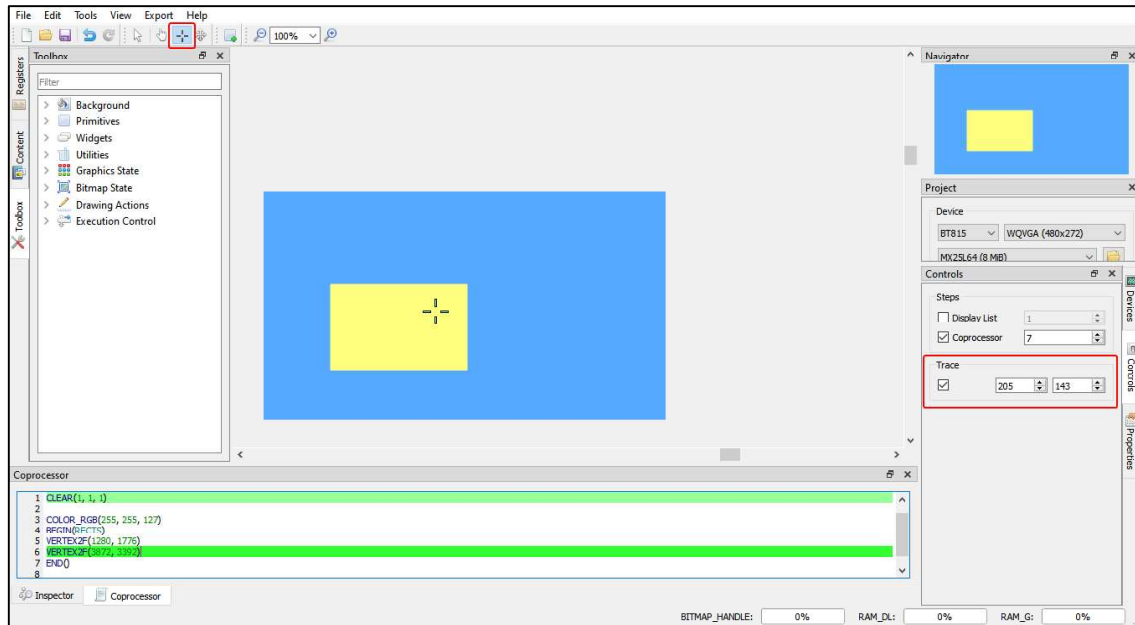 File Edit Tools View Export Help
100%
Toolbox
Navigator
Registers
Content
Toolbox
Filter
Background
Primitives
Widgets
Utilities
Graphics State
Bitmap State
Drawing Actions
Execution Control
Project
Device
BT815 WQVGA (480x272)
MX25L64 (8 MiB)
Controls
Steps
Display List 1
Coprocessor 7
Trace
205 143
Devices
Controls
Properties
Coprocessor
1 CLEAR(1, 1, 1)
2
3 COLOR_RGB(255, 255, 127)
4 BEGIN(RECTS)
5 VERTEX2F(1280, 1776)
6 VERTEX2F(3872, 3392)
7 END()
8
Inspector Coprocessor
BITMAP_HANDLE: 0% RAM_DL: 0% RAM_G: 0%